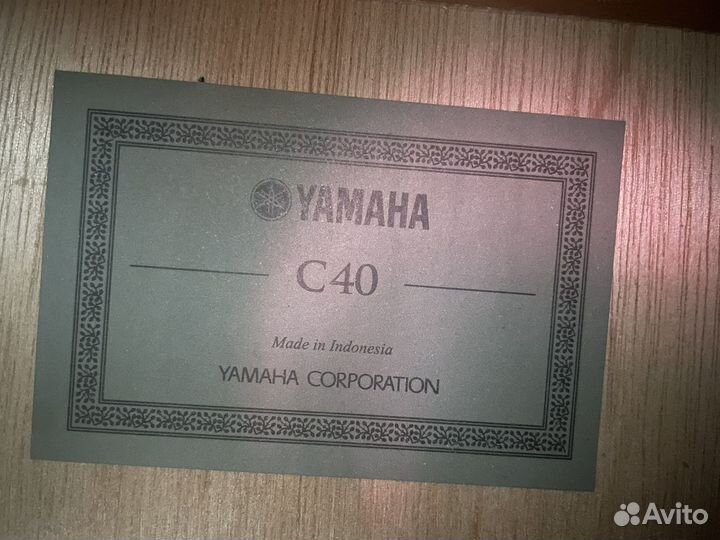 YAMAHA
C40
Made in Indonesia
YAMAHA CORPORATION
Avito